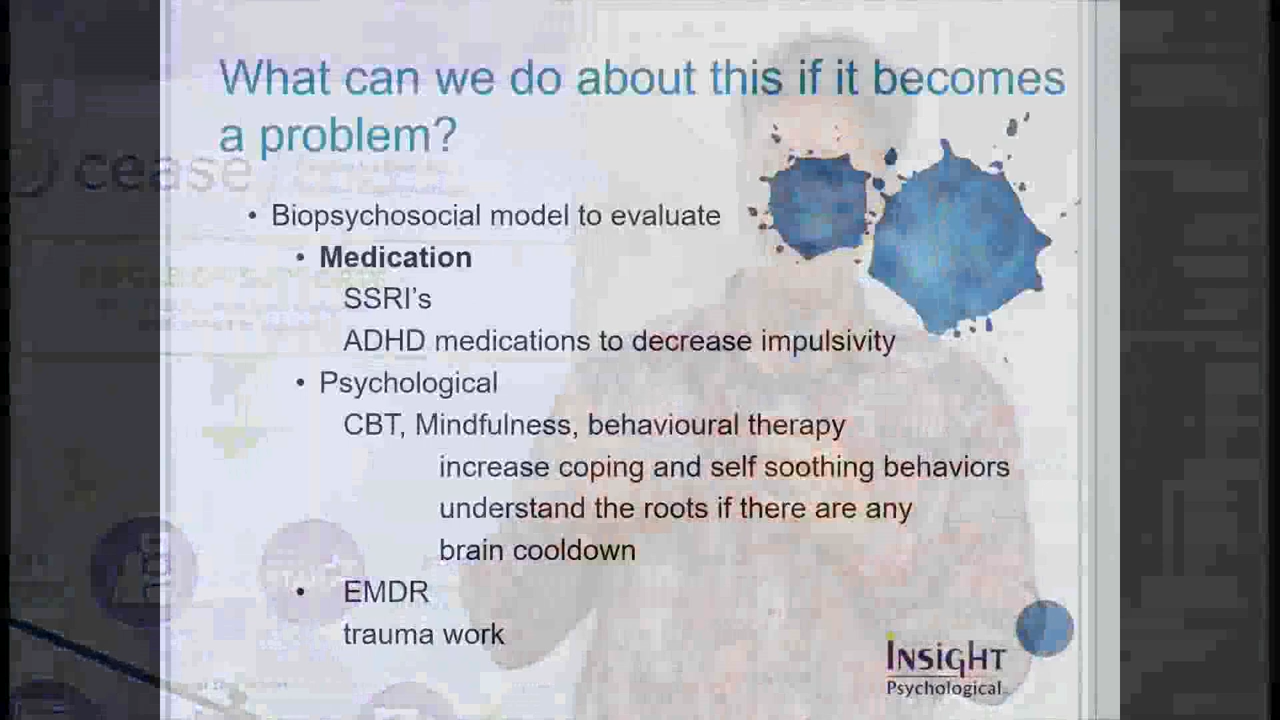 What can we do about this if it becomes
a problem?
cease
• Biopsychosocial model to evaluate
• Medication
SSRI's
ADHD medications to decrease impulsivity
• Psychological
CBT, Mindfulness, behavioural therapy
increase coping and self soothing behaviors
understand the roots if there are any
brain cooldown
• EMDR
trauma work
INSIGHT
Psychological